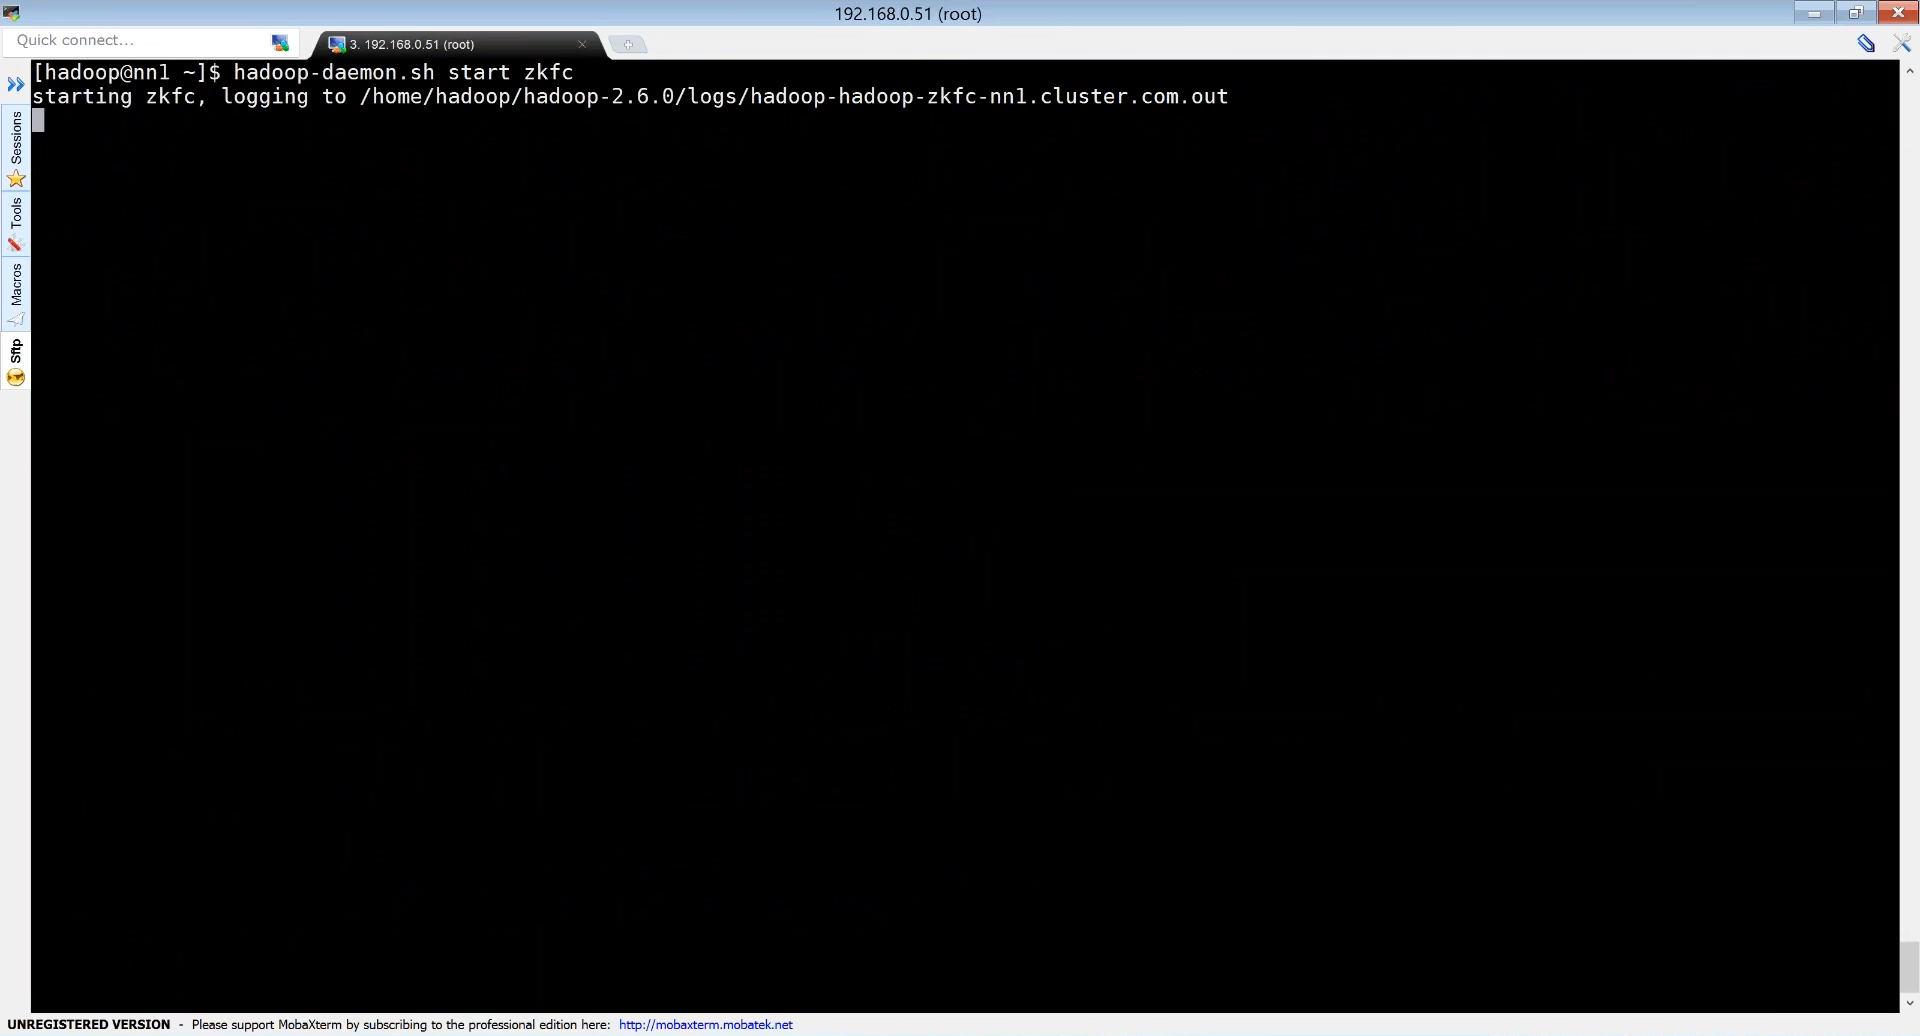 192.168.0.51 (root)
Quick connect...
3. 192.168.0.51 (root)
[hadoop@nn1 ~]$ hadoop-daemon.sh start zkfc
starting zkfc, logging to /home/hadoop/hadoop-2.6.0/logs/hadoop-hadoop-zkfc-nn1.cluster.com.out
Sessions
Tools
Macros
Sftp
UNREGISTERED VERSION - Please support MobaXterm by subscribing to the professional edition here: http://mobaxterm.mobatek.net